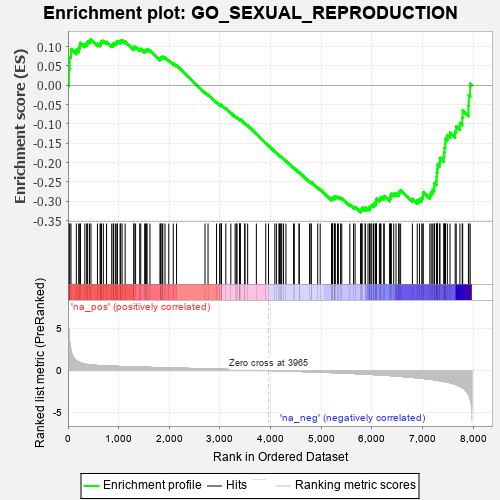 Enrichment plot: GO_SEXUAL_REPRODUCTION
Enrichment score (ES)
0.10
0.05
0.00
-0.05
-0.10
-0.15
-0.20
-0.25
-0.30
-0.35
'na_pos' (positively correlated)
Ranked list metric (PreRanked)
5
0
-5
Zero cross at 3965
'na_neg' (negatively correlated)
0
1,000
2,000
3,000
4,000
5,000
6,000
7,000
8,000
Rank in Ordered Dataset
Enrichment profile
Hits
Ranking metric scores